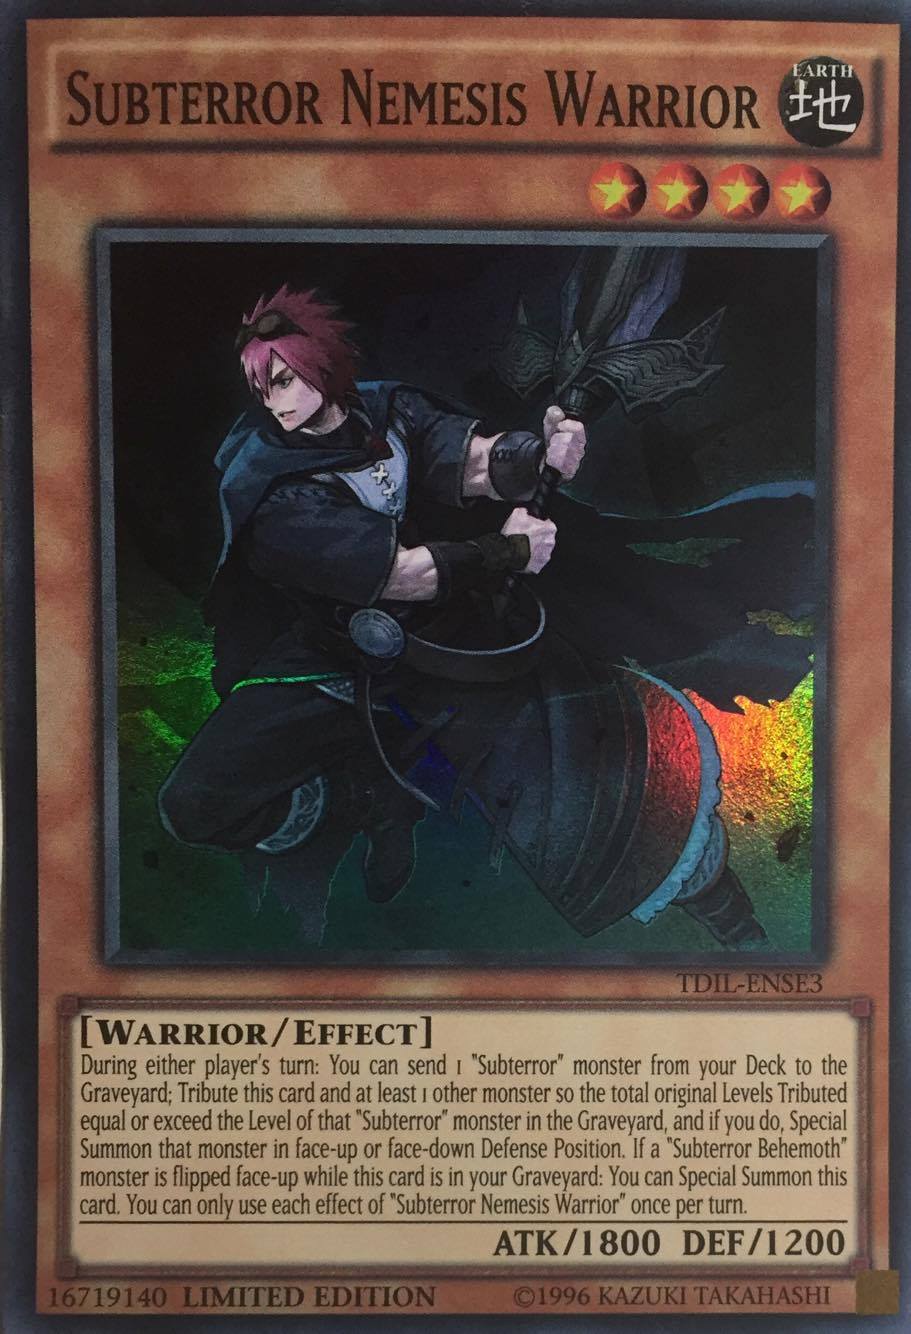 SUBTERROR NEMESIS WARRIOR
EARTH
地
TDIL-ENSE3
[WARRIOR/EFFECT]
During either player's turn: You can send 1 "Subterror" monster from your Deck to the
Graveyard; Tribute this card and at least 1 other monster so the total original Levels Tributed
equal or exceed the Level of that "Subterror" monster in the Graveyard, and if you do, Special
Summon that monster in face-up or face-down Defense Position. If a "Subterror Behemoth"
monster is flipped face-up while this card is in your Graveyard: You can Special Summon this
card. You can only use each effect of "Subterror Nemesis Warrior" once per turn.
ATK/1800 DEF/1200
16719140 LIMITED EDITION ©1996 KAZUKI TAKAHASHI